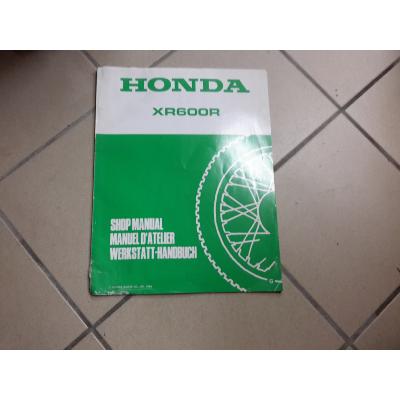 HONDA
XR600R
SHOP MANUAL
MANUEL D'ATELIER
WERKSTATT-HANDBUCH